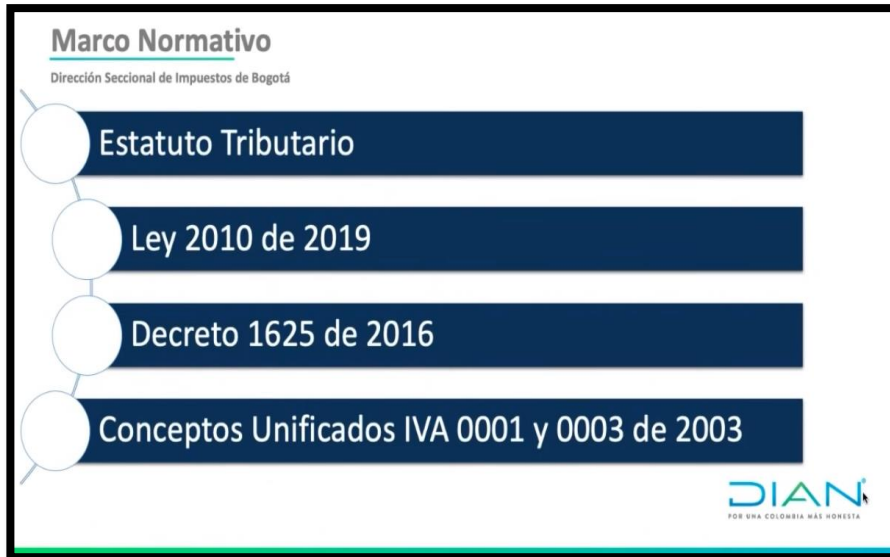 Marco Normativo
Dirección Seccional de Impuestos de Bogotá
Estatuto Tributario
Ley 2010 de 2019
Decreto 1625 de 2016
Conceptos Unificados IVA 0001 y 0003 de 2003
DIAN
POR UNA COLOMBIA MÁS HONESTA